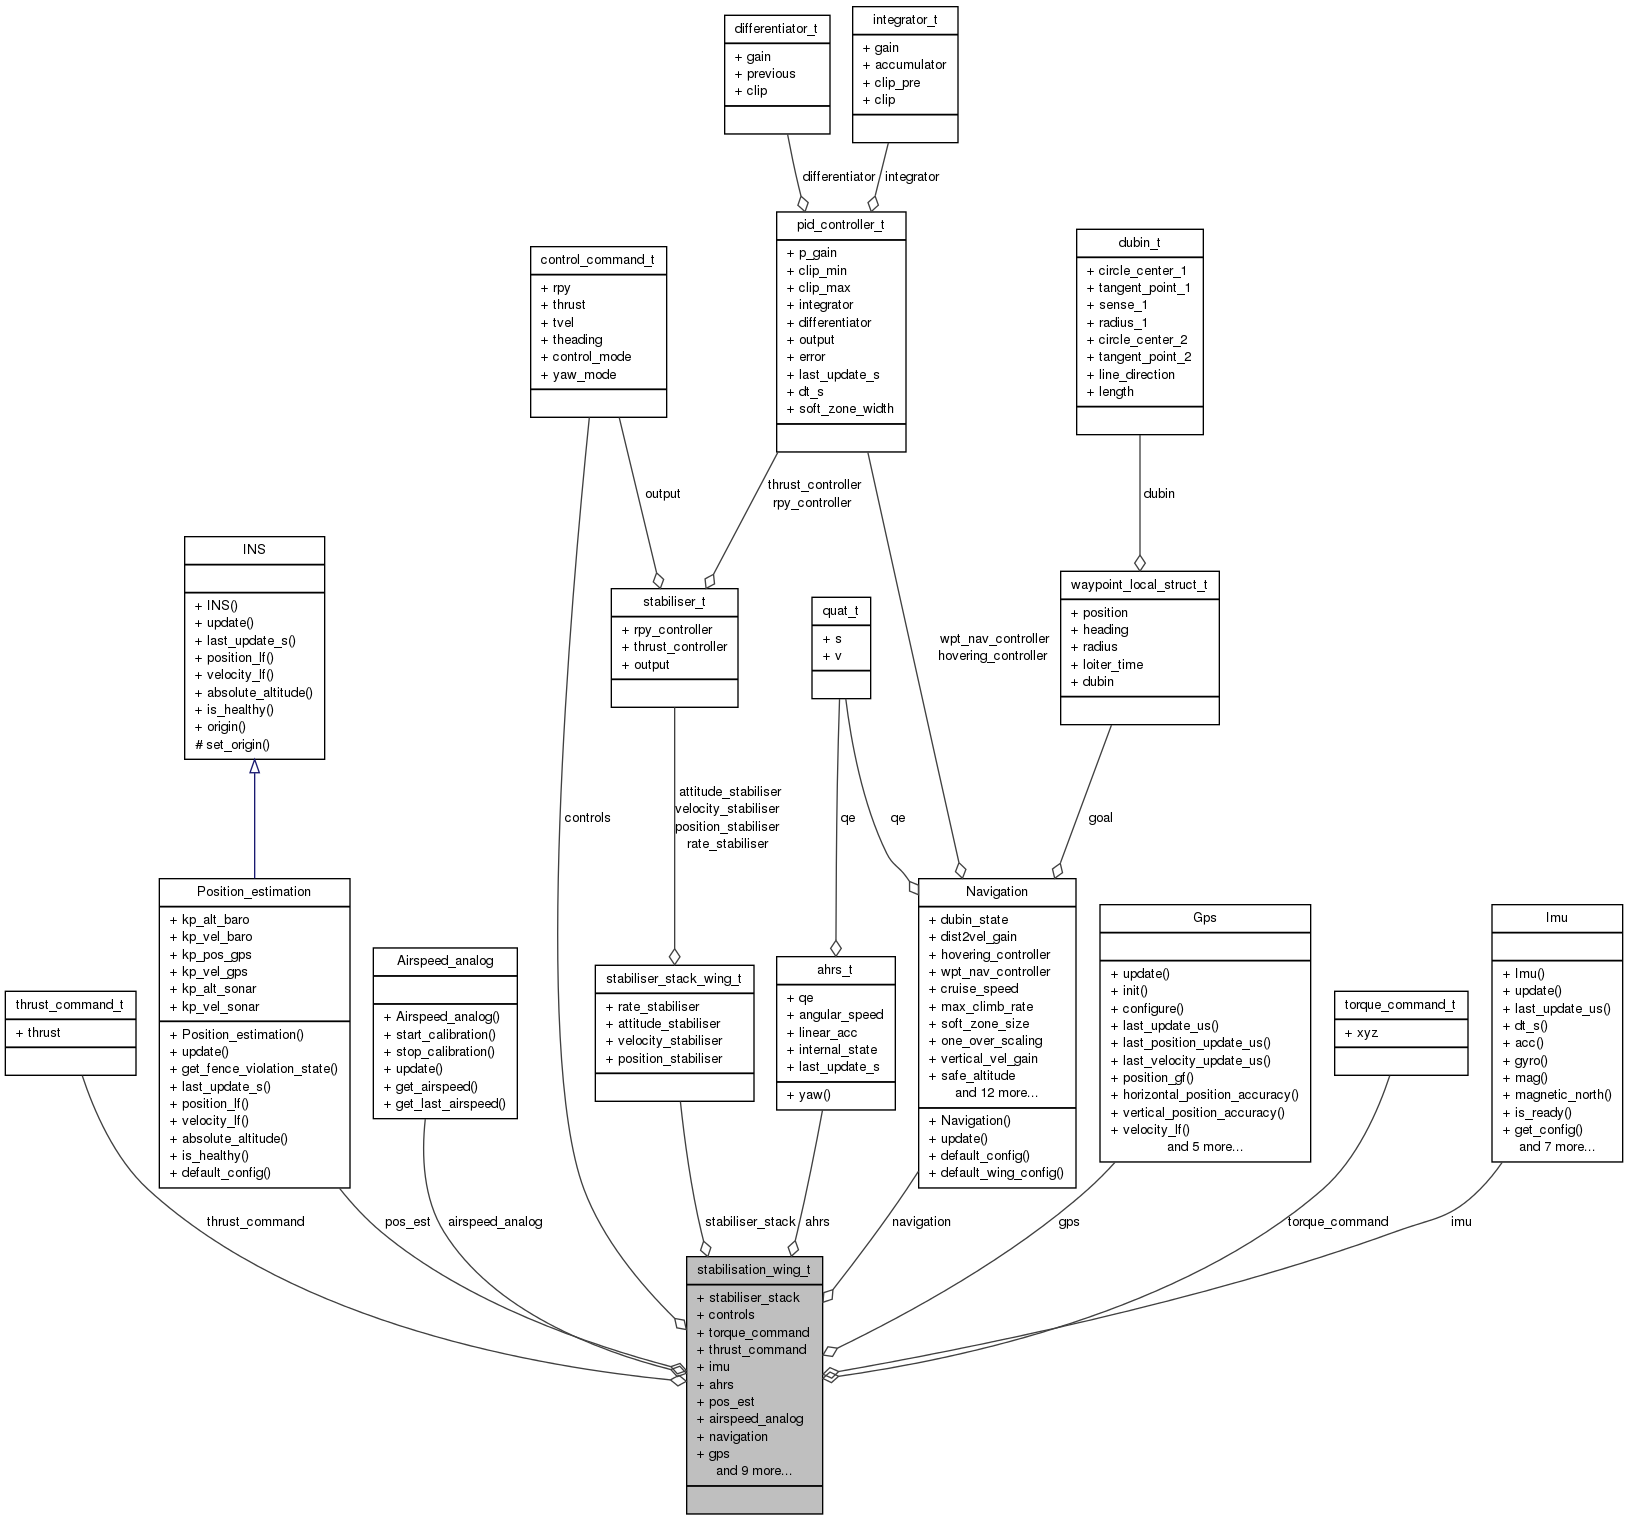 differentiator_t
+ gain
+ previous
+ clip
integrator_t
+ gain
+ accumulator
+ clip_pre
+ clip
differentiator
integrator
pid_controller_t
+ p_gain
+ clip_min
+ clip_max
+ integrator
+ differentiator
+ output
+ error
+ last_update_s
+ dt_s
+ soft_zone_width
control_command_t
+ rpy
+ thrust
+ tvel
+ theading
+ control_mode
+ yaw_mode
dubin_t
+ circle_center_1
+ tangent_point_1
+ sense_1
+ radius_1
+ circle_center_2
+ tangent_point_2
+ line_direction
+ length
output
thrust_controller
rpy_controller
dubin
INS
+ INS()
+ update()
+ last_update_s()
+ position_lf()
+ velocity_lf()
+ absolute_altitude()
+ is_healthy()
+ origin()
# set_origin()
stabiliser_t
+ rpy_controller
+ thrust_controller
+ output
quat_t
+ s
+ v
wpt_nav_controller
hovering_controller
waypoint_local_struct_t
+ position
+ heading
+ radius
+ loiter_time
+ dubin
controls
attitude_stabiliser
velocity_stabiliser
position_stabiliser
rate_stabiliser
qe
qe
goal
thrust_command_t
+ thrust
Position_estimation
+ kp_alt_baro
+ kp_vel_baro
+ kp_pos_gps
+ kp_vel_gps
+ kp_alt_sonar
+ kp_vel_sonar
+ Position_estimation()
+ update()
+ get_fence_violation_state()
+ last_update_s()
+ position_lf()
+ velocity_lf()
+ absolute_altitude()
+ is_healthy()
+ default_config()
Airspeed_analog
+ Airspeed_analog()
+ start_calibration()
+ stop_calibration()
+ update()
+ get_airspeed()
+ get_last_airspeed()
stabiliser_stack_wing_t
+ rate_stabiliser
+ attitude_stabiliser
+ velocity_stabiliser
+ position_stabiliser
ahrs_t
+ qe
+ angular_speed
+ linear_acc
+ internal_state
+ last_update_s
+ yaw()
Navigation
+ dubin_state
+ dist2vel_gain
+ hovering_controller
+ wpt_nav_controller
+ cruise_speed
+ max_climb_rate
+ soft_zone_size
+ one_over_scaling
+ vertical_vel_gain
+ safe_altitude
and 12 more...
+ Navigation()
+ update()
+ default_config()
+ default_wing_config()
Gps
+ update()
+ init()
+ configure()
+ last_update_us()
+ last_position_update_us()
+ last_velocity_update_us()
+ position_gf()
+ horizontal_position_accuracy()
+ vertical_position_accuracy()
+ velocity_lf()
and 5 more...
torque_command_t
+ xyz
Imu
+ Imu()
+ update()
+ last_update_us()
+ dt_s()
+ acc()
+ gyro()
+ mag()
+ magnetic_north()
+ is_ready()
+ get_config()
and 7 more...
thrust_command
pos_est
airspeed_analog
stabiliser_stack
ahrs
navigation
gps
torque_command
imu
stabilisation_wing_t
+ stabiliser_stack
+ controls
+ torque_command
+ thrust_command
+ imu
+ ahrs
+ pos_est
+ airspeed_analog
+ navigation
+ gps
and 9 more...